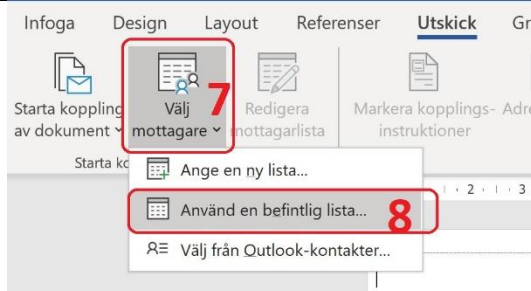 Infoga Design Layout Referenser Utskick Gr
Starta koppling av dokument
Välj mottagare
7
Redigera mottagarlista
Markera kopplings- instruktioner
Adre
Starta ko
Ange en ny lista...
Använd en befintlig lista...
8
Välj från Outlook-kontakter...
2 3